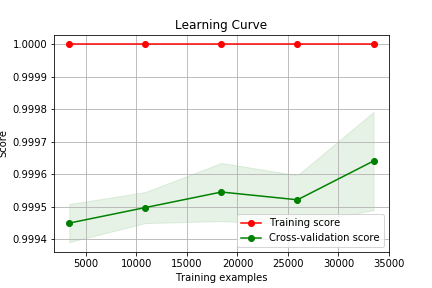 Learning Curve
1.0000
0.9999
0.9998
0.9997
0.9996
0.9995
0.9994
Score
Training score
Cross-validation score
5000 10000 15000 20000 25000 30000 35000
Training examples